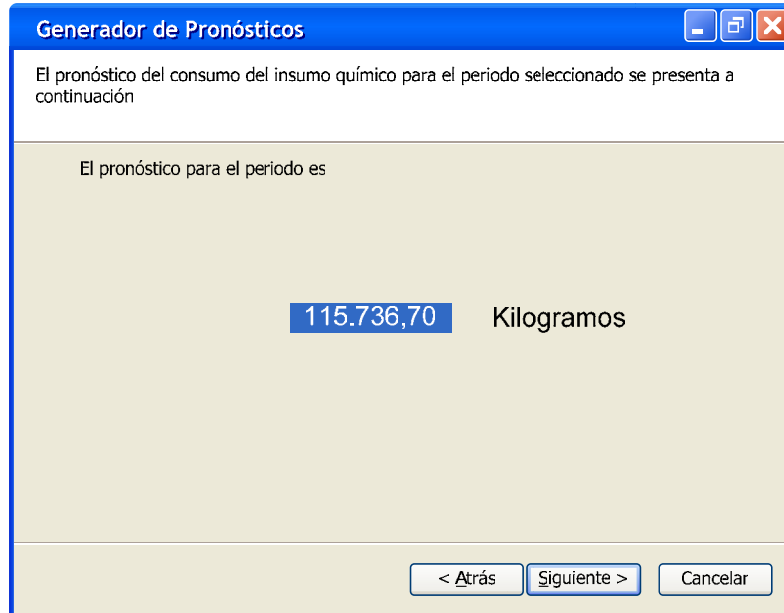 Generador de Pronósticos
El pronóstico del consumo del insumo químico para el periodo seleccionado se presenta a
continuación
El pronóstico para el periodo es
115.736,70 Kilogramos
< Atrás Siguiente > Cancelar